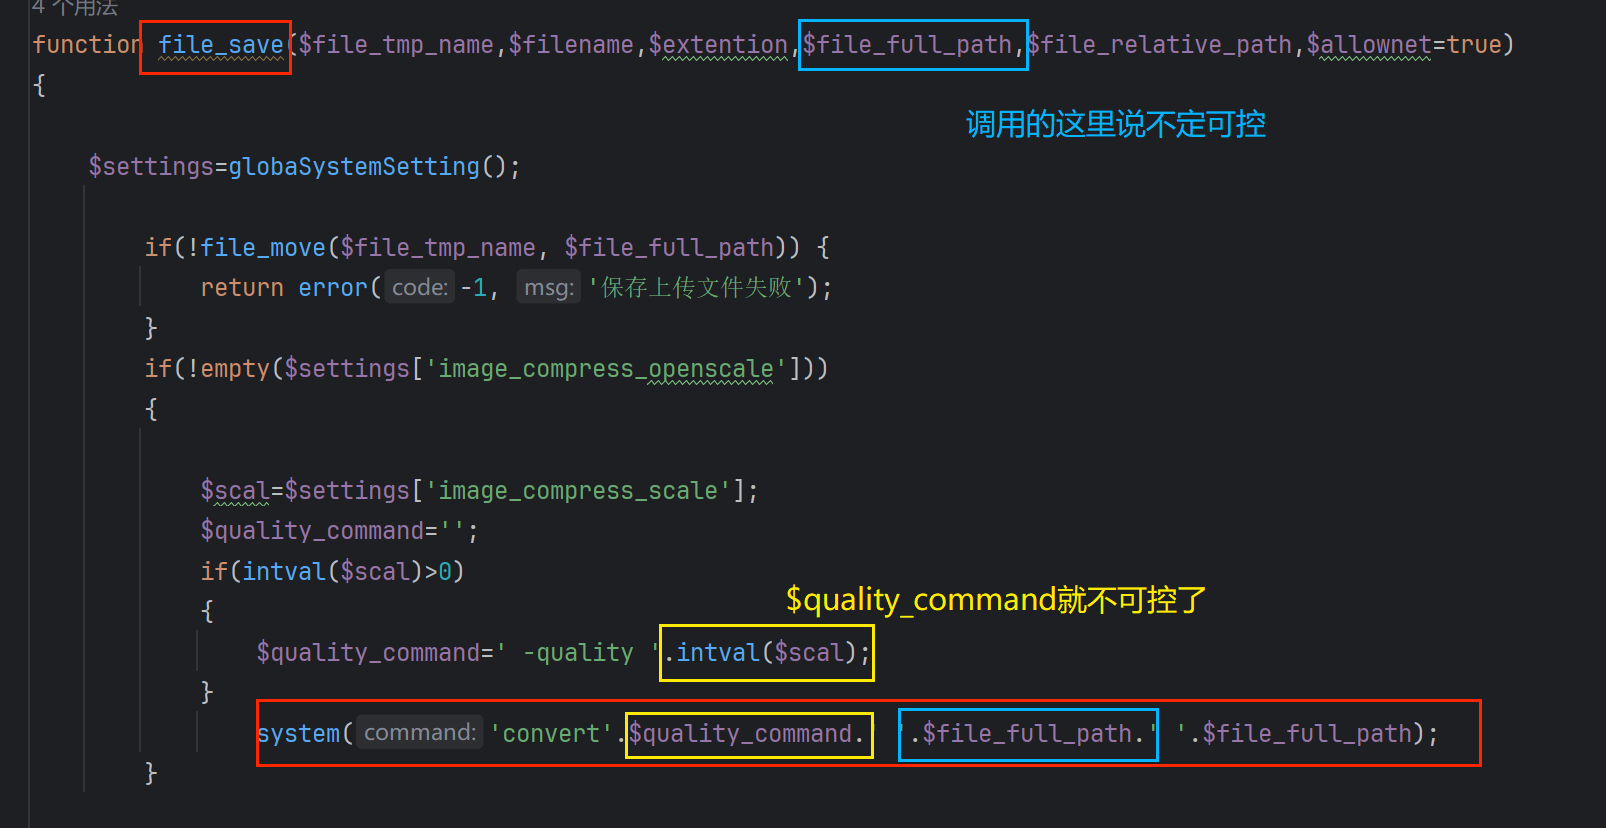 4 个用法
function file_save($file_tmp_name,$filename,$extention,$file_full_path,$file_relative_path,$allownet=true)
{
调用的这里说不定可控
$settings=globaSystemSetting();
if(!file_move($file_tmp_name, $file_full_path)) {
return error( code: -1, msg: '保存上传文件失败');
}
if(!empty($settings['image_compress_openscale']))
{
$scal=$settings['image_compress_scale'];
$quality_command='';
if(intval($scal)>0)
{
$quality_command就不可控了
$quality_command=' -quality '.intval($scal);
}
system( command: 'convert'.$quality_command.' '.$file_full_path.' '.$file_full_path);
}